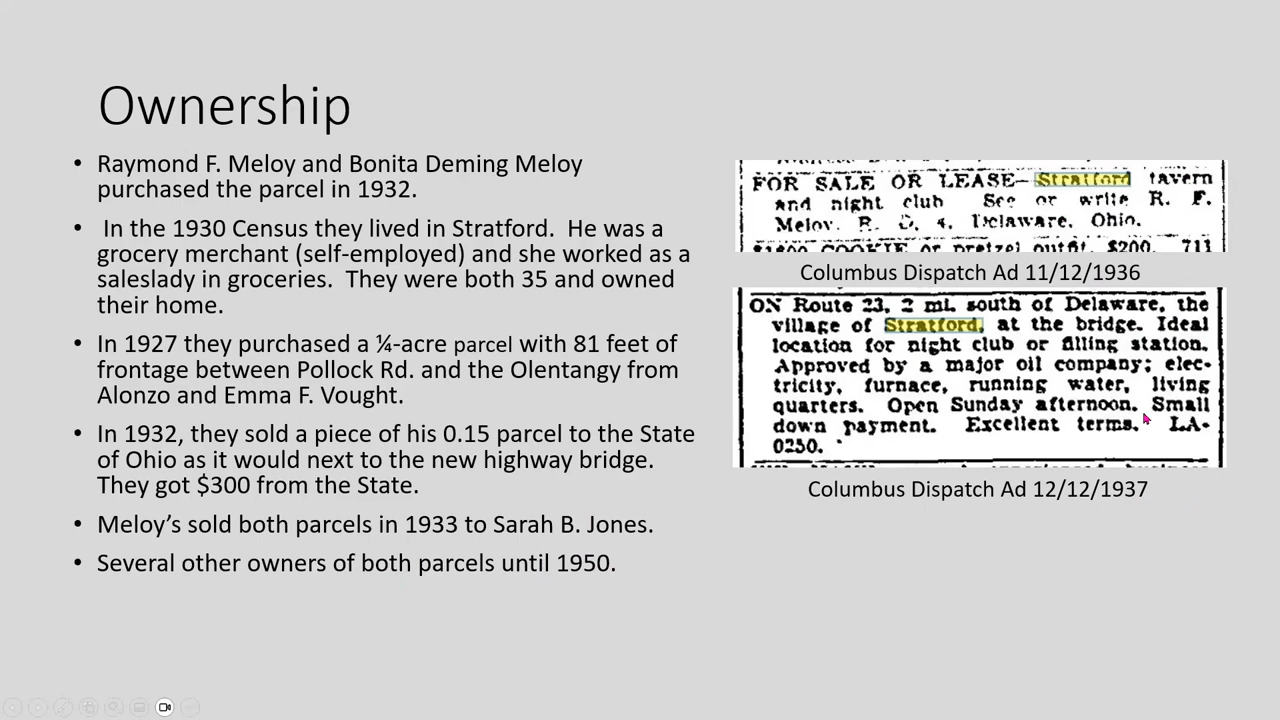 Ownership
• Raymond F. Meloy and Bonita Deming Meloy
purchased the parcel in 1932.
• In the 1930 Census they lived in Stratford. He was a
grocery merchant (self-employed) and she worked as a
saleslady in groceries. They were both 35 and owned
their home.
• In 1927 they purchased a ¼-acre parcel with 81 feet of
frontage between Pollock Rd. and the Olentangy from
Alonzo and Emma F. Vought.
• In 1932, they sold a piece of his 0.15 parcel to the State
of Ohio as it would next to the new highway bridge.
They got $300 from the State.
• Meloy’s sold both parcels in 1933 to Sarah B. Jones.
• Several other owners of both parcels until 1950.
FOR SALE OR LEASE—Stratford tavern
and night club See or write R. F.
Meloy. R. D. 4. Delaware. Ohio.
$1800 COOKIE or pretzel outfit. $200. 711
Columbus Dispatch Ad 11/12/1936
ON Route 23, 2 mi. south of Delaware, the
village of Stratford, at the bridge. Ideal
location for night club or filling station.
Approved by a major oil company; elec-
tricity, furnace, running water, living
quarters. Open Sunday afternoon. Small
down payment. Excellent terms. LA-
0250.
Columbus Dispatch Ad 12/12/1937